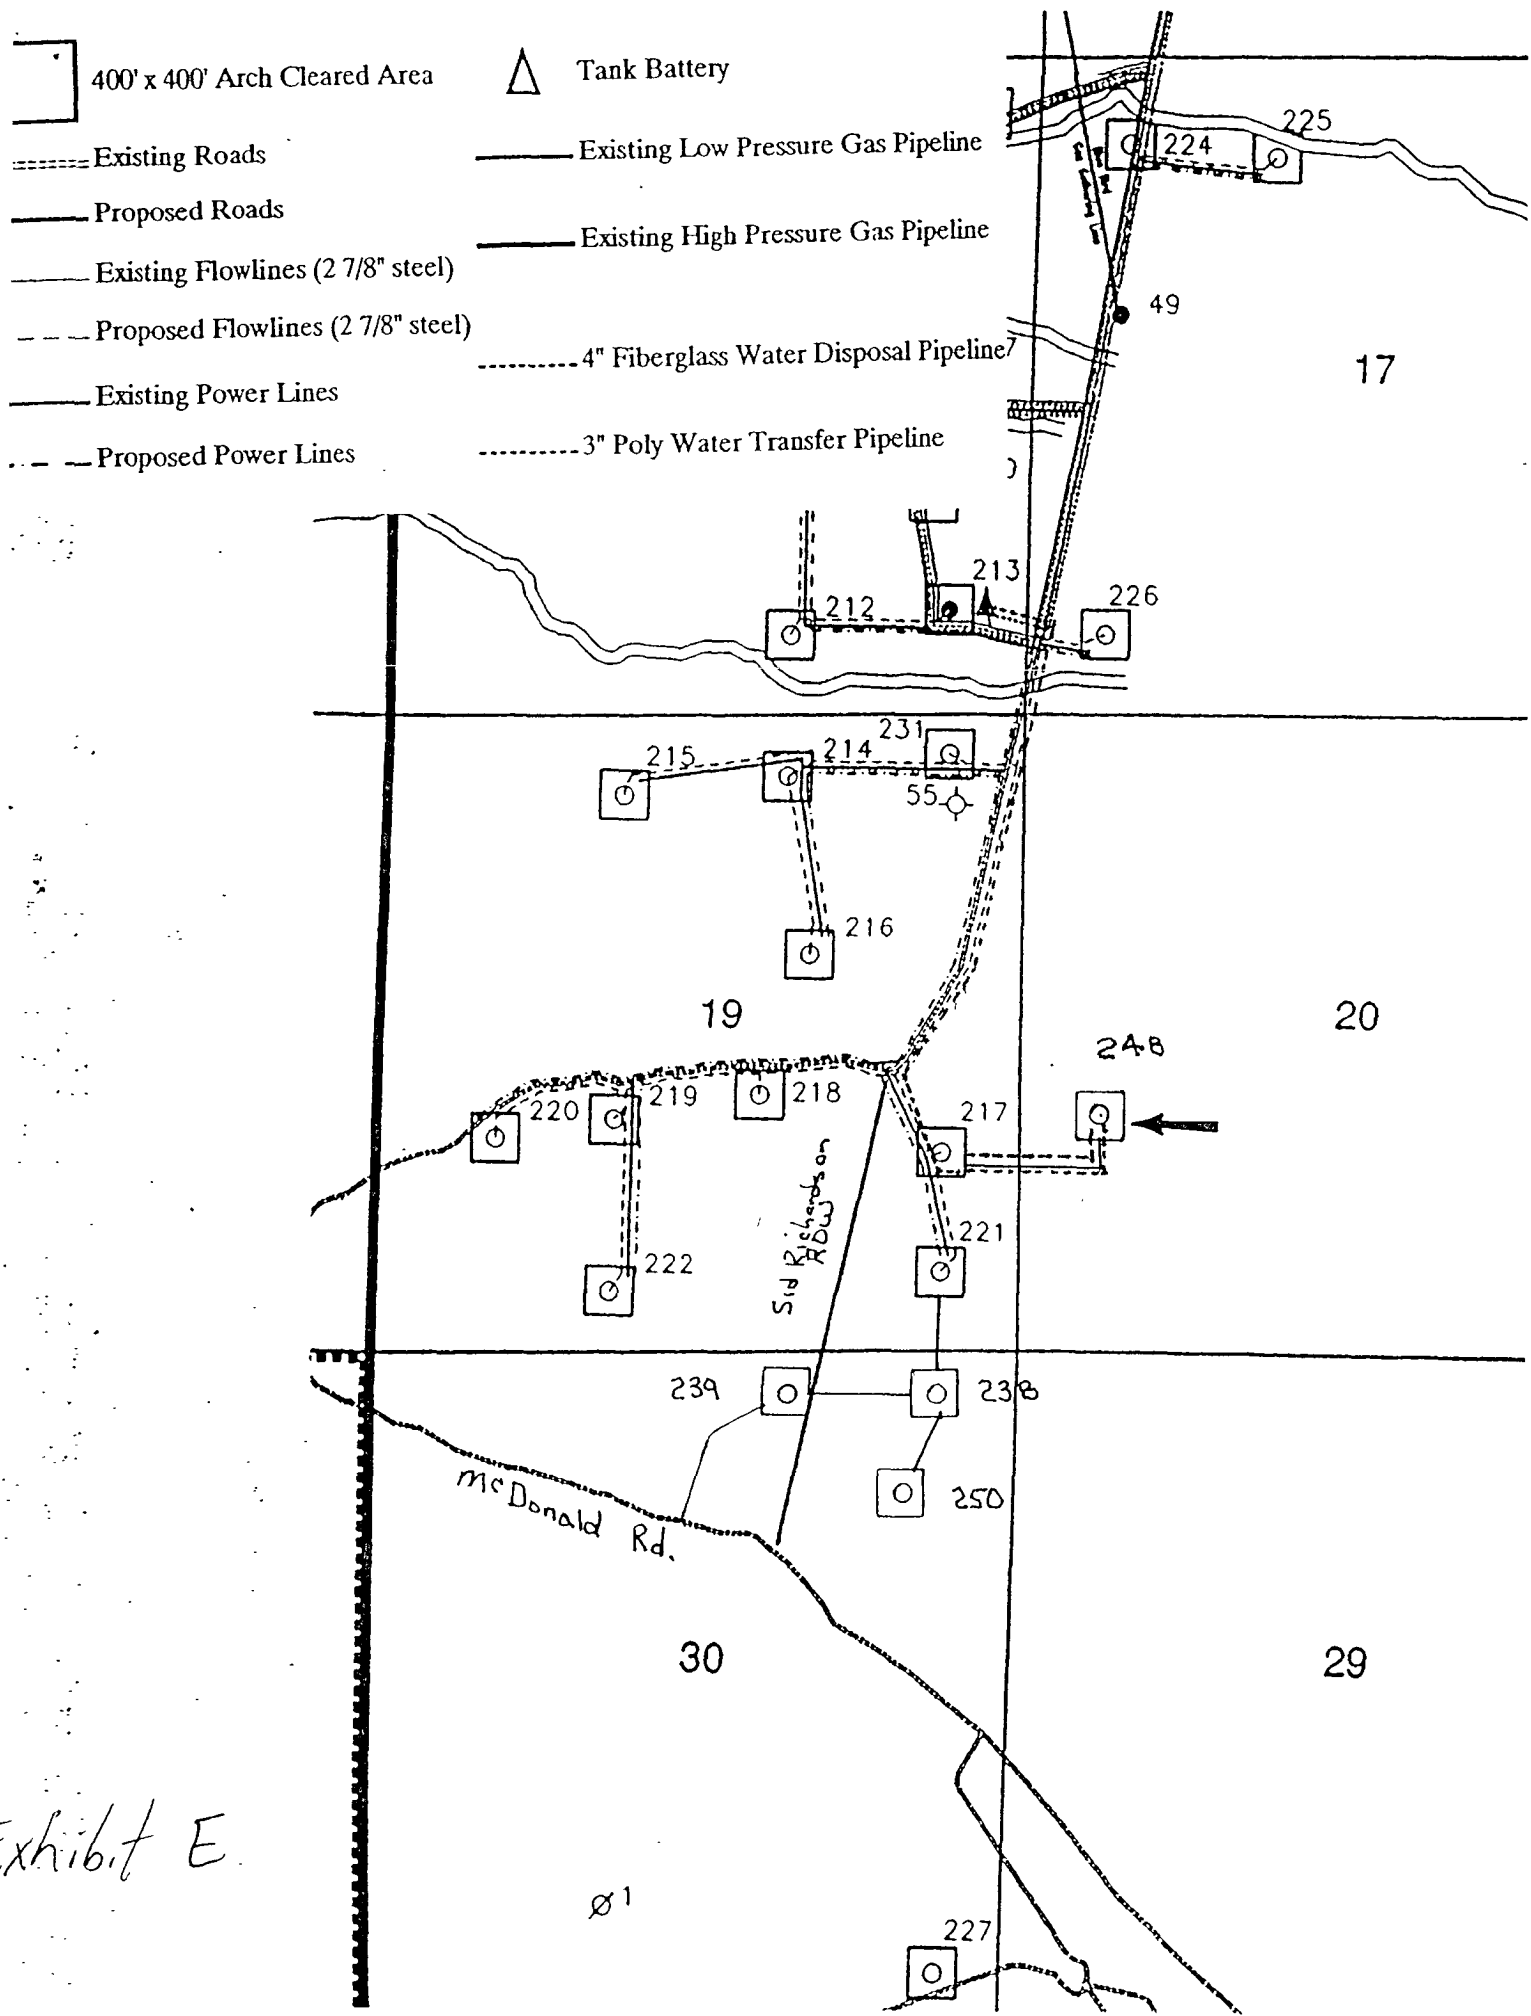 400' x 400' Arch Cleared Area
Tank Battery
Existing Roads
Existing Low Pressure Gas Pipeline
Proposed Roads
Existing High Pressure Gas Pipeline
Existing Flowlines (2 7/8" steel)
Proposed Flowlines (2 7/8" steel)
4" Fiberglass Water Disposal Pipeline
Existing Power Lines
3" Poly Water Transfer Pipeline
Proposed Power Lines
225
224
49
17
213
212
226
231
215
214
55
216
19
20
248
220
219
218
217
Sid Richardson
ROW
221
222
239
238
250
McDonald Rd.
30
29
Exhibit E
1
227